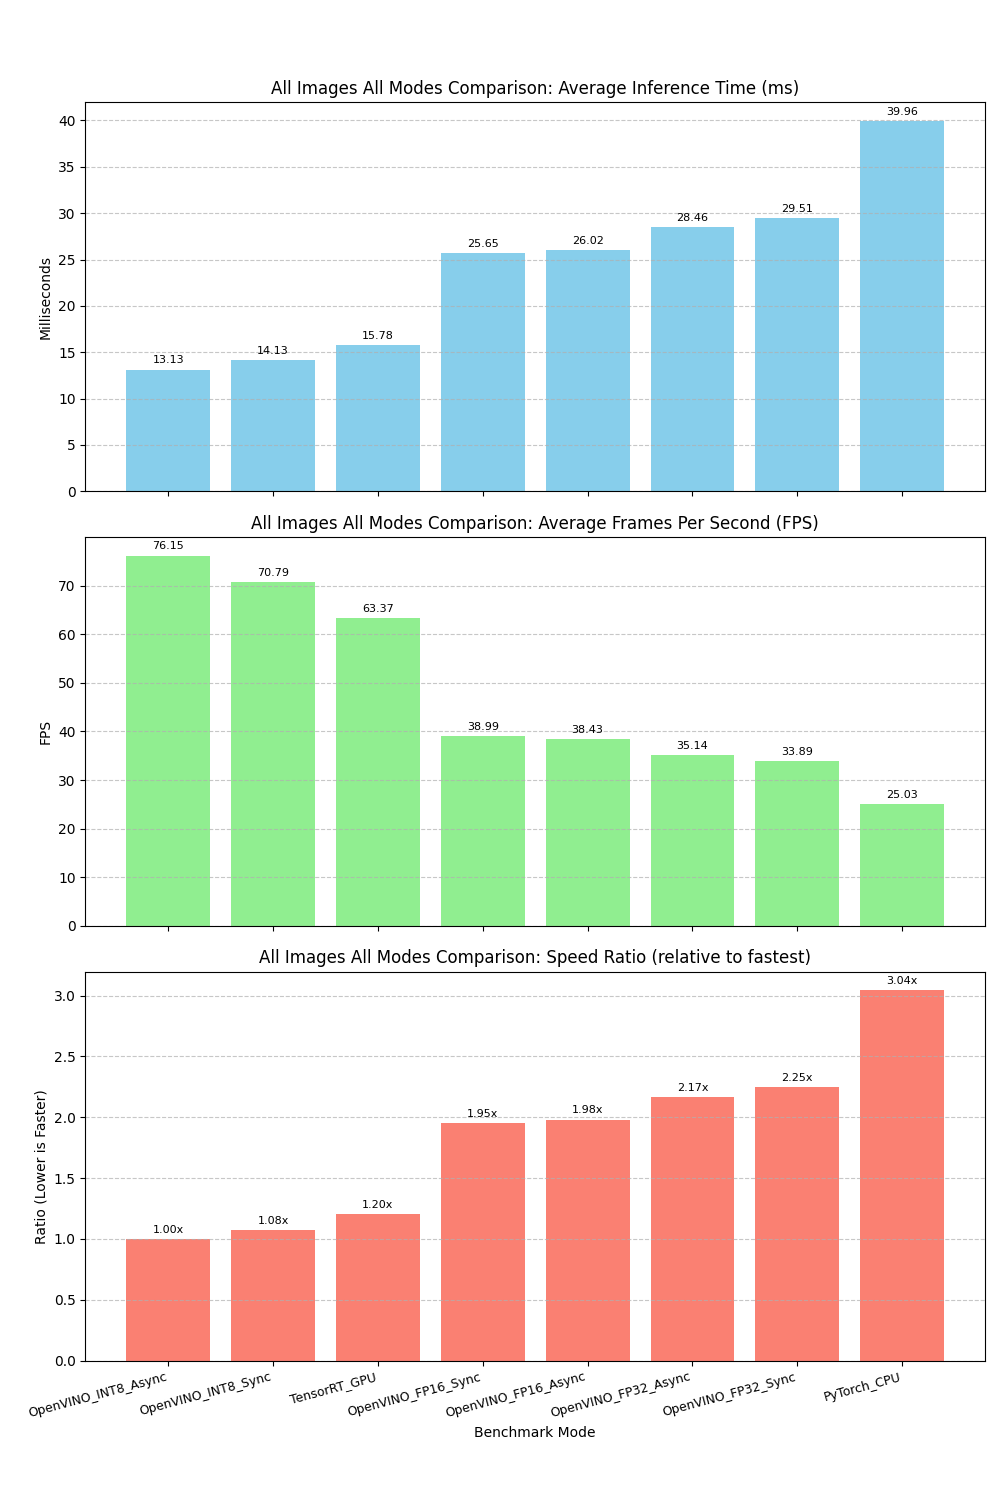 All Images All Modes Comparison: Average Inference Time (ms)
Milliseconds
40
35
30
25
20
15
10
5
0
13.13
14.13
15.78
25.65
26.02
28.46
29.51
39.96
All Images All Modes Comparison: Average Frames Per Second (FPS)
FPS
70
60
50
40
30
20
10
0
76.15
70.79
63.37
38.99
38.43
35.14
33.89
25.03
All Images All Modes Comparison: Speed Ratio (relative to fastest)
Ratio (Lower is Faster)
3.0
2.5
2.0
1.5
1.0
0.5
0.0
1.00x
1.08x
1.20x
1.95x
1.98x
2.17x
2.25x
3.04x
OpenVINO_INT8_Async
OpenVINO_INT8_Sync
TensorRT_GPU
OpenVINO_FP16_Sync
OpenVINO_FP16_Async
OpenVINO_FP32_Async
OpenVINO_FP32_Sync
PyTorch_CPU
Benchmark Mode